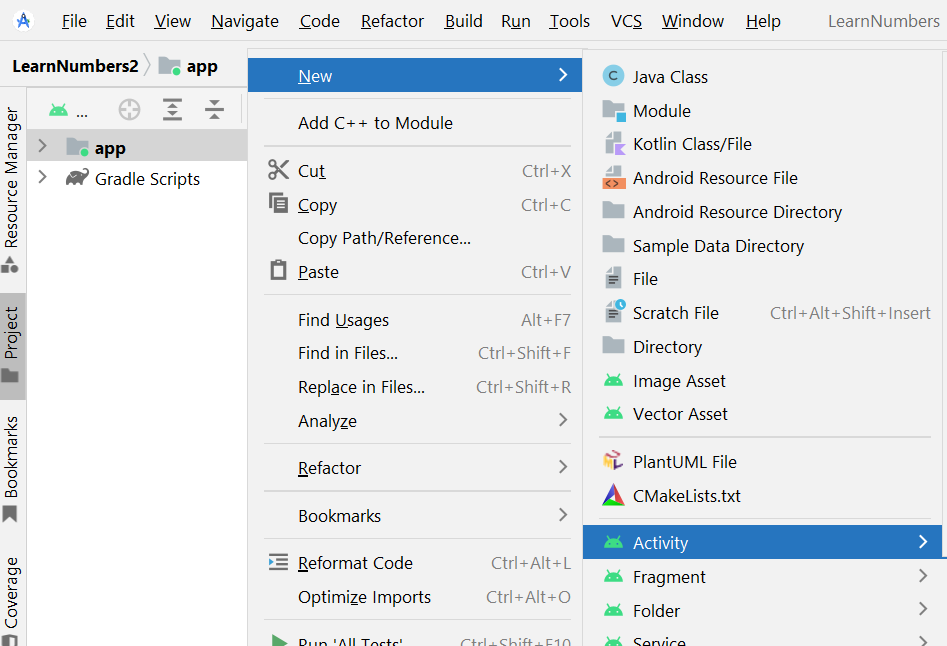 File Edit View Navigate Code Refactor Build Run Tools VCS Window Help LearnNumbers
LearnNumbers2 app
...
app
Gradle Scripts
Resource Manager
Project
Bookmarks
Coverage
New
Add C++ to Module
Cut Ctrl+X
Copy Ctrl+C
Copy Path/Reference...
Paste Ctrl+V
Find Usages Alt+F7
Find in Files... Ctrl+Shift+F
Replace in Files... Ctrl+Shift+R
Analyze
Refactor
Bookmarks
Reformat Code Ctrl+Alt+L
Optimize Imports Ctrl+Alt+O
Run 'All Tests' Ctrl+Shift+F10
C Java Class
Module
Kotlin Class/File
Android Resource File
Android Resource Directory
Sample Data Directory
File
Scratch File Ctrl+Alt+Shift+Insert
Directory
Image Asset
Vector Asset
PlantUML File
CMakeLists.txt
Activity
Fragment
Folder
Service